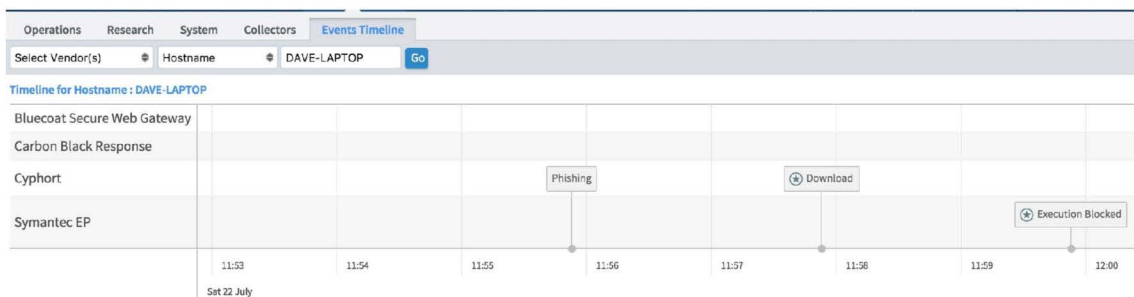 Operations Research System Collectors Events Timeline
Select Vendor(s) Hostname DAVE-LAPTOP Go
Timeline for Hostname : DAVE-LAPTOP
Bluecoat Secure Web Gateway
Carbon Black Response
Cyphort Phishing Download
Symantec EP Execution Blocked
11:53 11:54 11:55 11:56 11:57 11:58 11:59 12:00
Sat 22 July